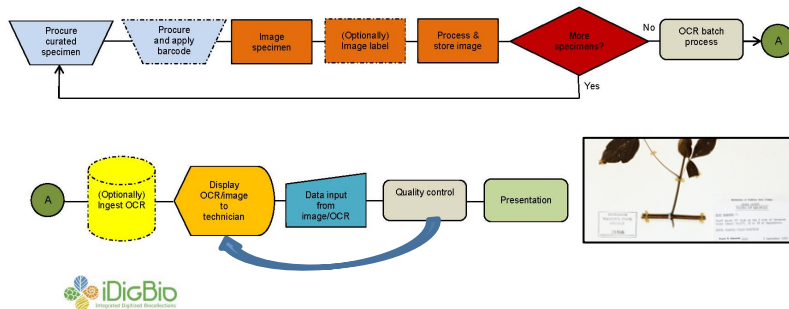 Procure
curated
specimen
Procure
and apply
barcode
Image
specimen
(Optionally)
Image label
Process &
store image
More
specimens?
No
OCR batch
process
A
Yes
A
(Optionally)
Ingest OCR
Display
OCR/image
to
technician
Data input
from
image/OCR
Quality control
Presentation
iDigBio
Integrated Digitized Biocollections